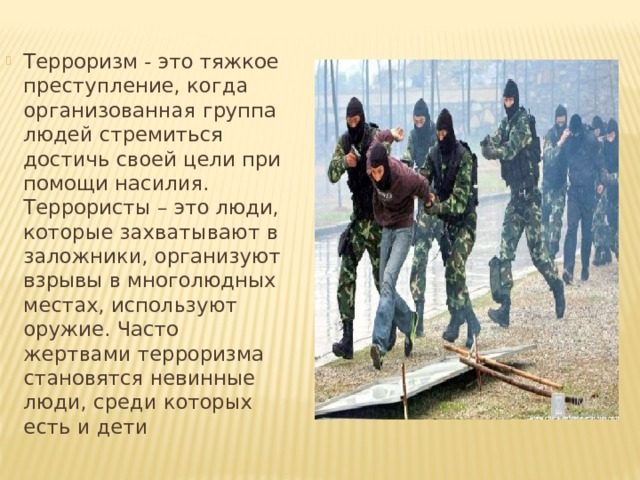 Терроризм - это тяжкое
преступление, когда
организованная группа
людей стремиться
достичь своей цели при
помощи насилия.
Террористы – это люди,
которые захватывают в
заложники, организуют
взрывы в многолюдных
местах, используют
оружие. Часто
жертвами терроризма
становятся невинные
люди, среди которых
есть и дети